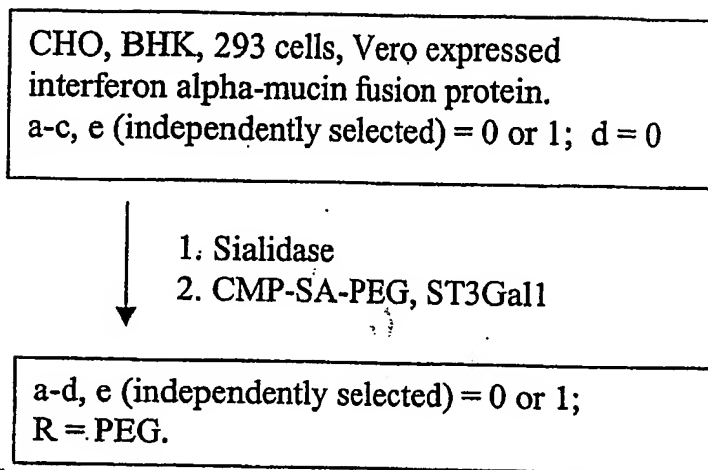 CHO, BHK, 293 cells, Vero expressed
interferon alpha-mucin fusion protein.
a-c, e (independently selected) = 0 or 1; d = 0
1. Sialidase
2. CMP-SA-PEG, ST3Gal1
a-d, e (independently selected) = 0 or 1;
R = PEG.